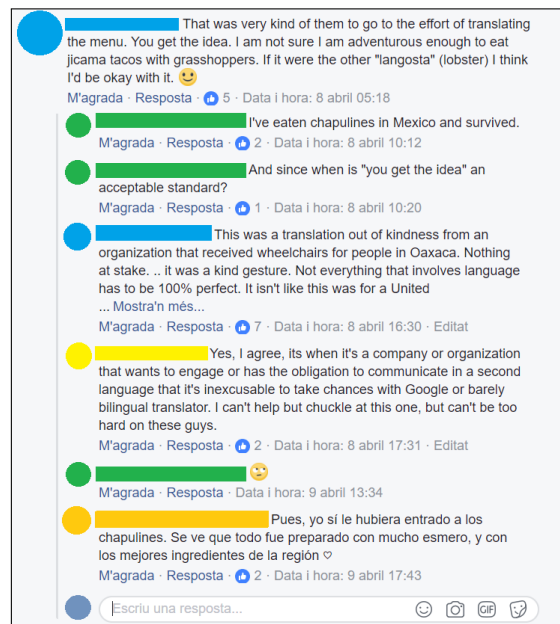 That was very kind of them to go to the effort of translating
the menu. You get the idea. I am not sure I am adventurous enough to eat
jicama tacos with grasshoppers. If it were the other "langosta" (lobster) I think
I'd be okay with it. 🙂
M'agrada · Resposta · 5 · Data i hora: 8 abril 05:18
I've eaten chapulines in Mexico and survived.
M'agrada · Resposta · 2 · Data i hora: 8 abril 10:12
And since when is "you get the idea" an
acceptable standard?
M'agrada · Resposta · 1 · Data i hora: 8 abril 10:20
This was a translation out of kindness from an
organization that received wheelchairs for people in Oaxaca. Nothing
at stake. .. it was a kind gesture. Not everything that involves language
has to be 100% perfect. It isn't like this was for a United
... Mostra'n més...
M'agrada · Resposta · 7 · Data i hora: 8 abril 16:30 · Editat
Yes, I agree, its when it's a company or organization
that wants to engage or has the obligation to communicate in a second
language that it's inexcusable to take chances with Google or barely
bilingual translator. I can't help but chuckle at this one, but can't be too
hard on these guys.
M'agrada · Resposta · 2 · Data i hora: 8 abril 17:31 · Editat
🙄
M'agrada · Resposta · Data i hora: 9 abril 13:34
Pues, yo sí le hubiera entrado a los
chapulines. Se ve que todo fue preparado con mucho esmero, y con
los mejores ingredientes de la región ♡
M'agrada · Resposta · 2 · Data i hora: 9 abril 17:43
Escriu una resposta...
GIF